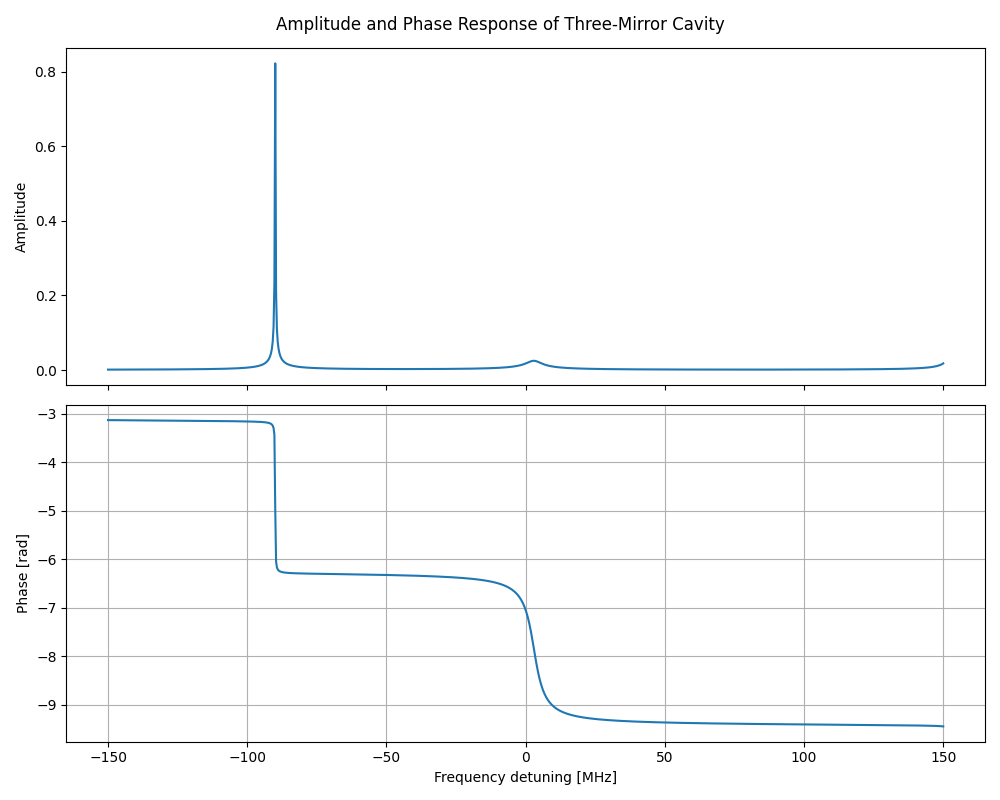 Amplitude and Phase Response of Three-Mirror Cavity
0.8
0.6
0.4
0.2
0.0
Amplitude
−3
−4
−5
−6
−7
−8
−9
Phase [rad]
−150 −100 −50 0 50 100 150
Frequency detuning [MHz]